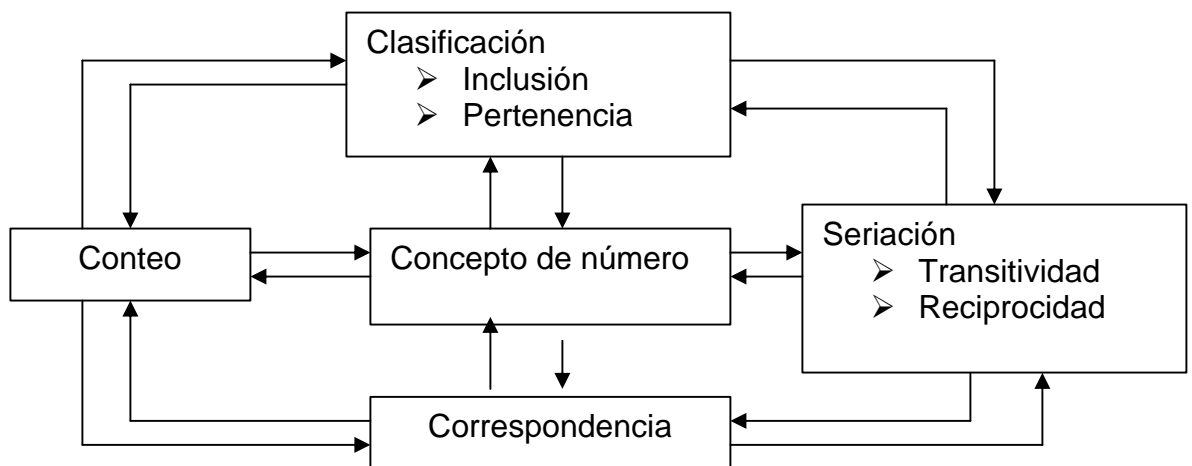 Clasificación
➢ Inclusión
➢ Pertenencia
Conteo
Concepto de número
Seriación
➢ Transitividad
➢ Reciprocidad
Correspondencia